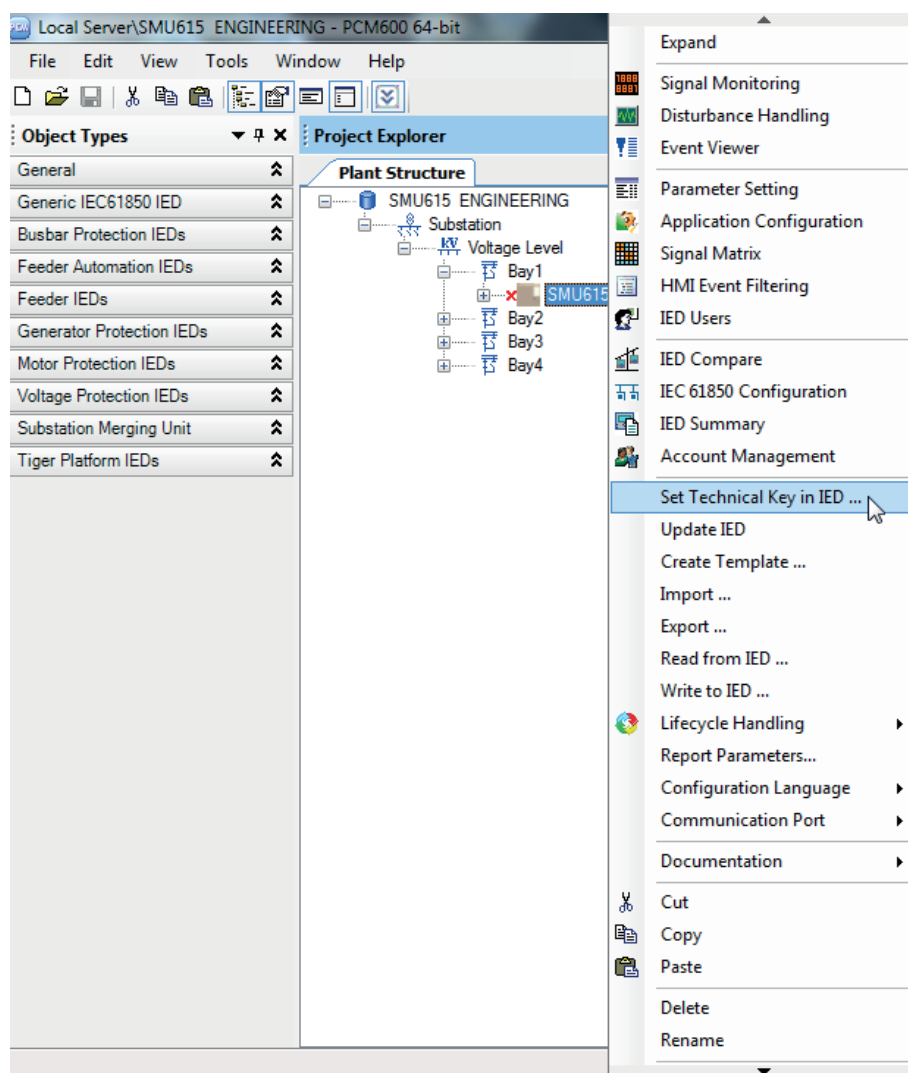 Local Server\SMU615 ENGINEERING - PCM600 64-bit
File Edit View Tools Window Help
Object Types
General
Generic IEC61850 IED
Busbar Protection IEDs
Feeder Automation IEDs
Feeder IEDs
Generator Protection IEDs
Motor Protection IEDs
Voltage Protection IEDs
Substation Merging Unit
Tiger Platform IEDs
Project Explorer
Plant Structure
SMU615 ENGINEERING
Substation
Voltage Level
Bay1
SMU615
Bay2
Bay3
Bay4
Expand
Signal Monitoring
Disturbance Handling
Event Viewer
Parameter Setting
Application Configuration
Signal Matrix
HMI Event Filtering
IED Users
IED Compare
IEC 61850 Configuration
IED Summary
Account Management
Set Technical Key in IED ...
Update IED
Create Template ...
Import ...
Export ...
Read from IED ...
Write to IED ...
Lifecycle Handling
Report Parameters...
Configuration Language
Communication Port
Documentation
Cut
Copy
Paste
Delete
Rename